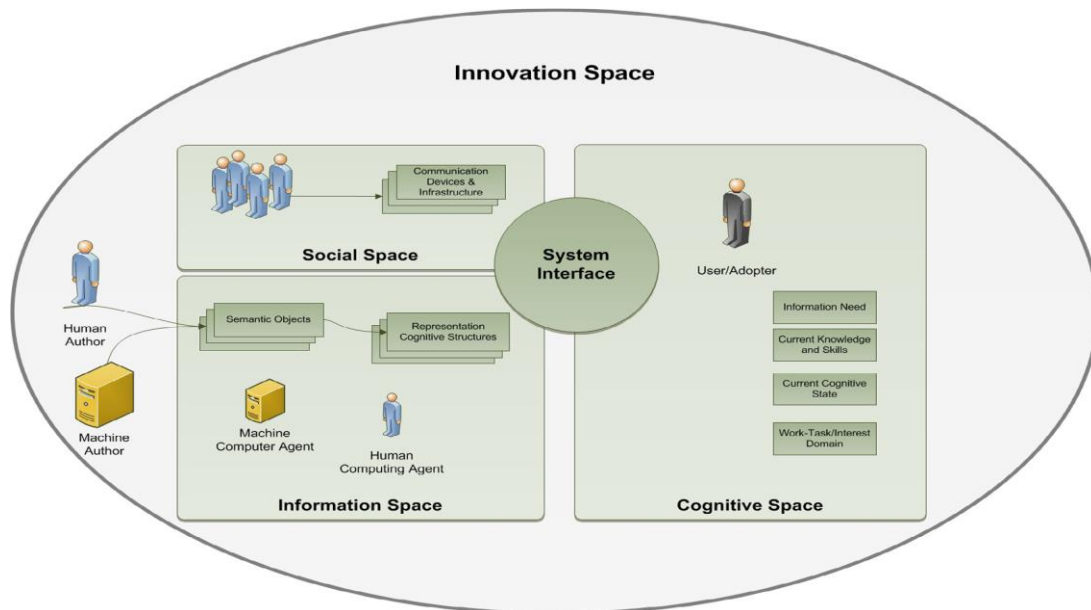 Innovation Space
Communication
Devices &
Infrastructure
Social Space
System
Interface
User/Adopter
Human
Author
Semantic Objects
Representation
Cognitive Structures
Information Need
Current Knowledge
and Skills
Current Cognitive
State
Work-Task/Interest
Domain
Machine
Author
Machine
Computer Agent
Human
Computing Agent
Information Space
Cognitive Space